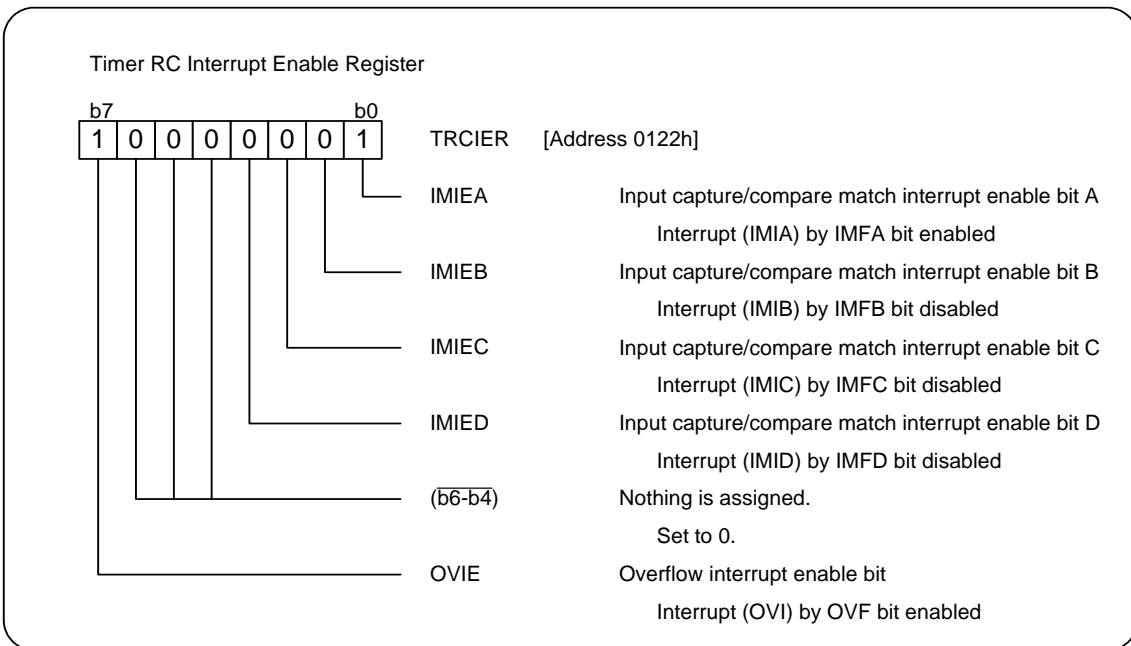 Timer RC Interrupt Enable Register
b7 b0
1 0 0 0 0 0 0 1 TRCIER [Address 0122h]
IMIEA Input capture/compare match interrupt enable bit A
Interrupt (IMIA) by IMFA bit enabled
IMIEB Input capture/compare match interrupt enable bit B
Interrupt (IMIB) by IMFB bit disabled
IMIEC Input capture/compare match interrupt enable bit C
Interrupt (IMIC) by IMFC bit disabled
IMIED Input capture/compare match interrupt enable bit D
Interrupt (IMID) by IMFD bit disabled
(b6-b4) Nothing is assigned.
Set to 0.
OVIE Overflow interrupt enable bit
Interrupt (OVI) by OVF bit enabled